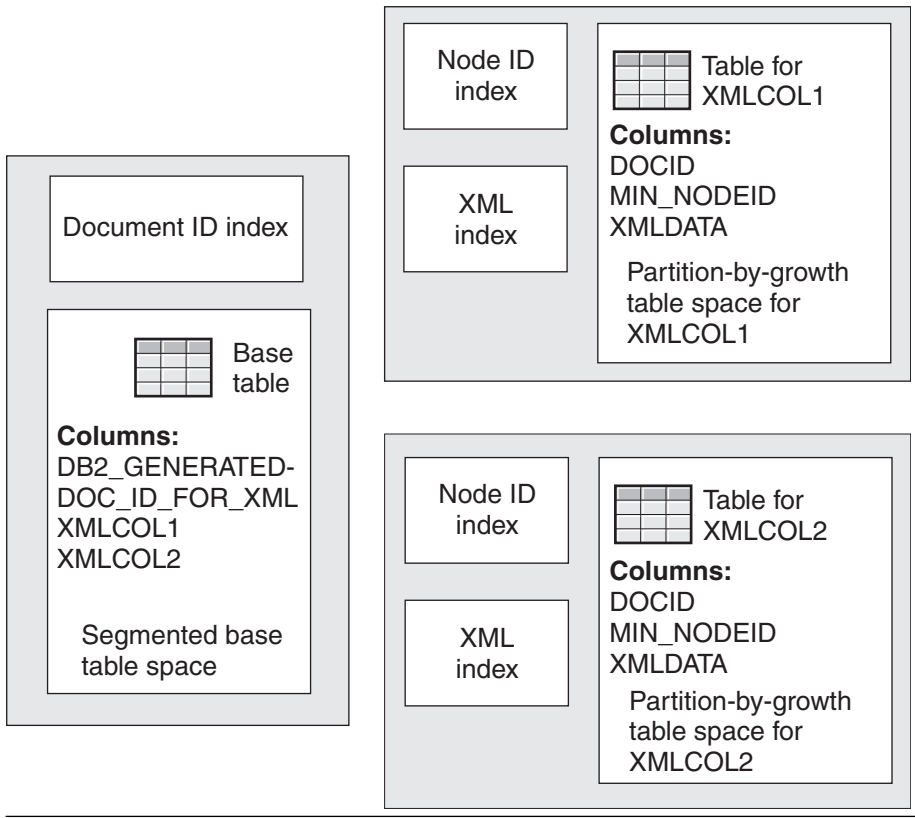 Document ID index
Base
table
Columns:
DB2_GENERATED-
DOC_ID_FOR_XML
XMLCOL1
XMLCOL2
Segmented base
table space
Node ID
index
XML
index
Table for
XMLCOL1
Columns:
DOCID
MIN_NODEID
XMLDATA
Partition-by-growth
table space for
XMLCOL1
Node ID
index
XML
index
Table for
XMLCOL2
Columns:
DOCID
MIN_NODEID
XMLDATA
Partition-by-growth
table space for
XMLCOL2